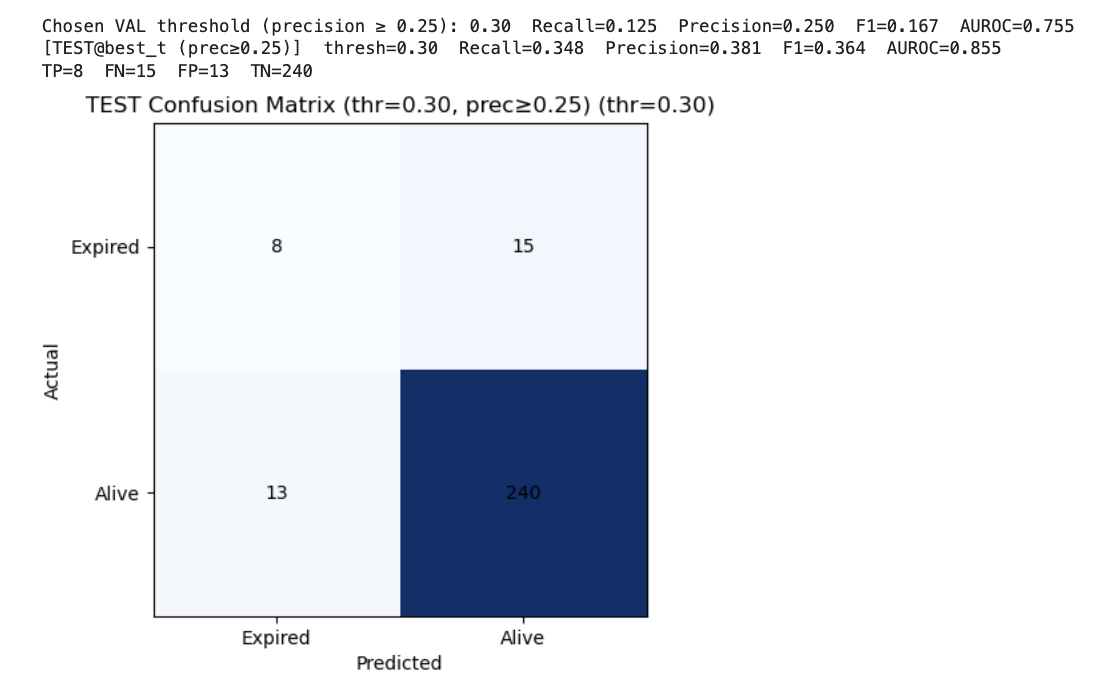 Chosen VAL threshold (precision ≥ 0.25): 0.30  Recall=0.125  Precision=0.250  F1=0.167  AUROC=0.755
[TEST@best_t (prec≥0.25)]  thresh=0.30  Recall=0.348  Precision=0.381  F1=0.364  AUROC=0.855
TP=8  FN=15  FP=13  TN=240
TEST Confusion Matrix (thr=0.30, prec≥0.25) (thr=0.30)
Expired
8
15
Actual
Alive
13
240
Expired
Alive
Predicted